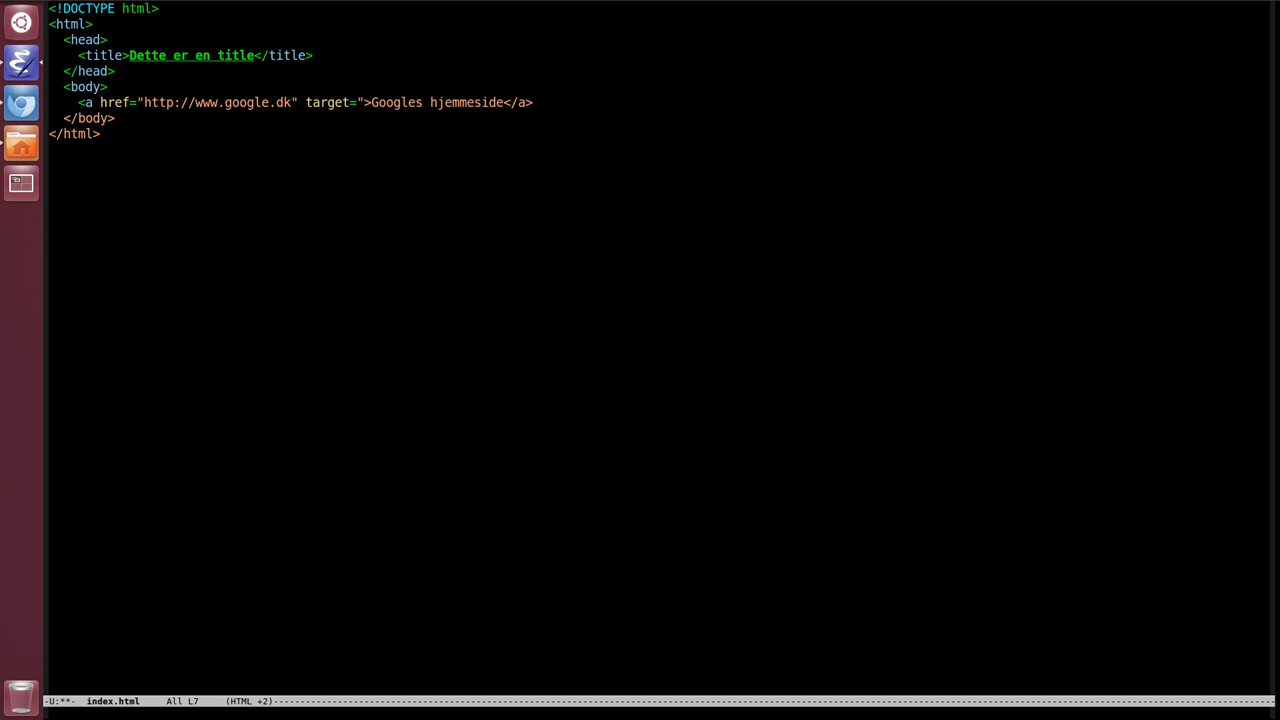 <!DOCTYPE html>
<html>
  <head>
    <title>Dette er en title</title>
  </head>
  <body>
    <a href="http://www.google.dk" target=">Googles hjemmeside</a>
  </body>
</html>
-U:**-  index.html     All L7     (HTML +2)